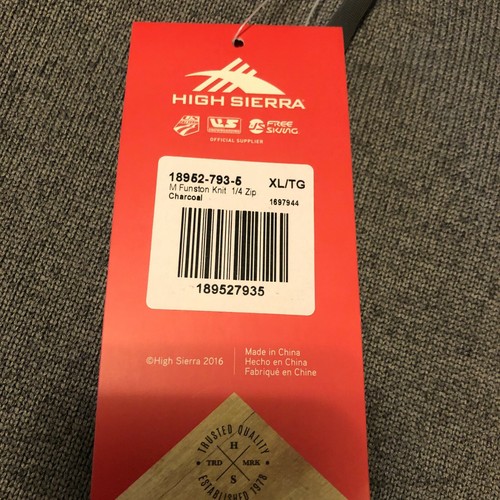 HIGH SIERRA
FREE
SKIING
OFFICIAL SUPPLIER
18952-793-5 XL/TG
M Funston Knit 1/4 Zip
Charcoal 1697944
189527935
©High Sierra 2016
Made in China
Hecho en China
Fabriqué en Chine
TRUSTED QUALITY
H
TRD MRK
S
ESTABLISHED 1978